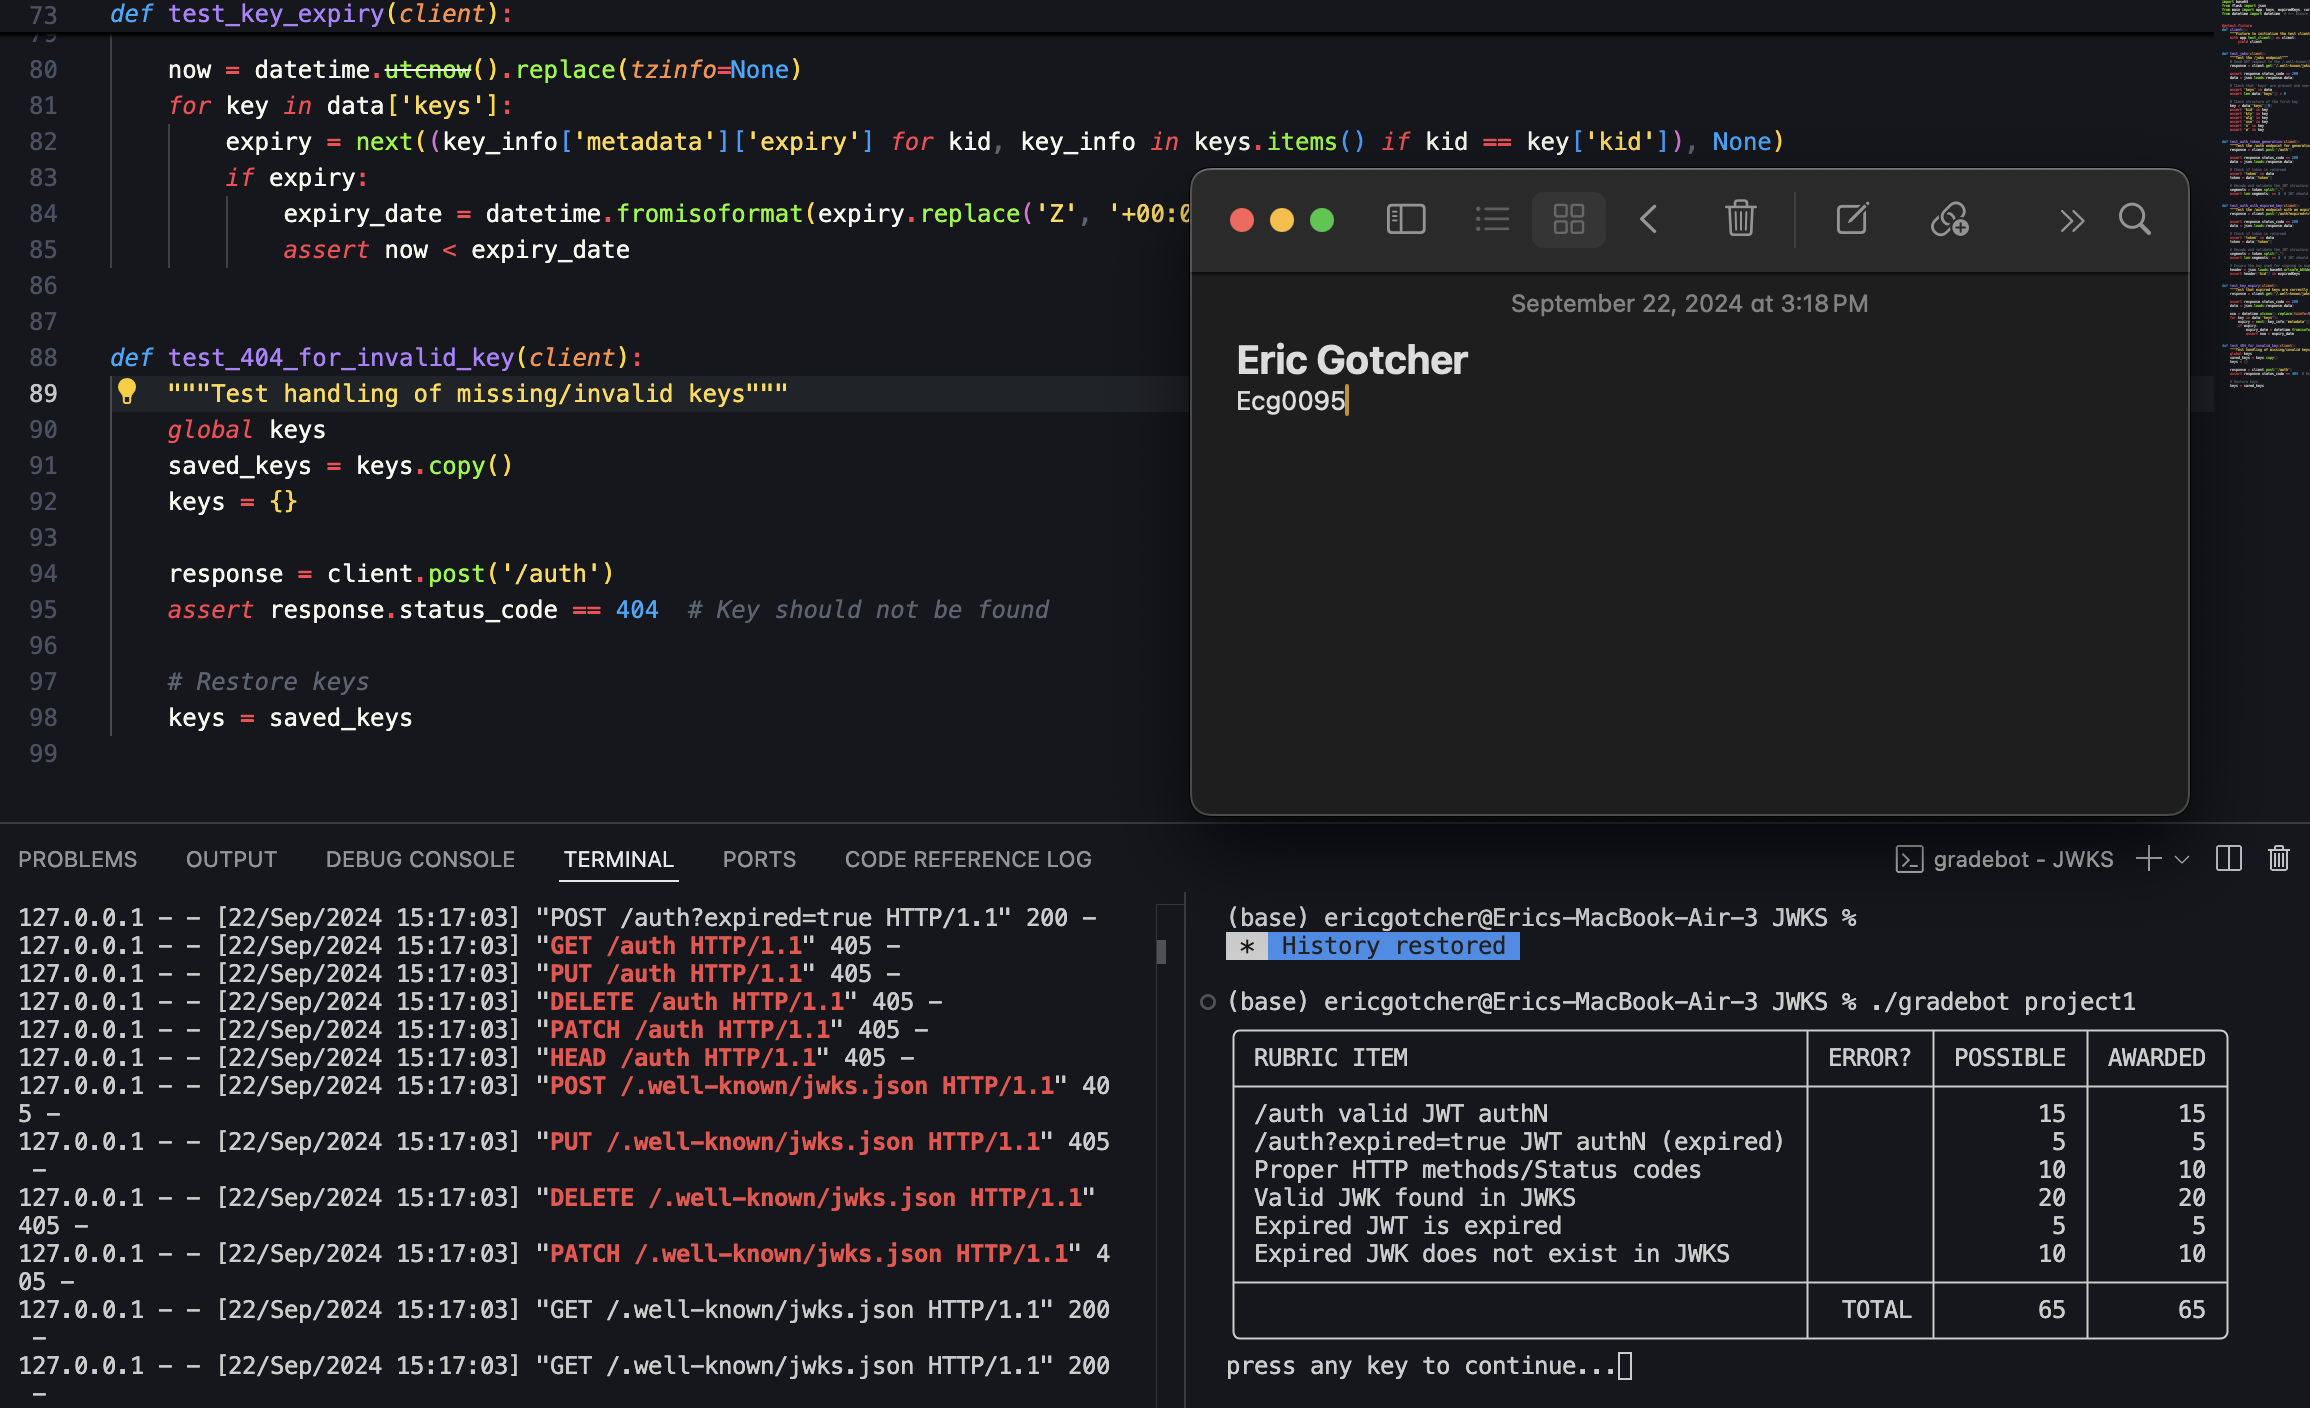 73 def test_key_expiry(client):
79
80 now = datetime.utcnow().replace(tzinfo=None)
81 for key in data['keys']:
82 expiry = next((key_info['metadata']['expiry'] for kid, key_info in keys.items() if kid == key['kid']), None)
83 if expiry:
84 expiry_date = datetime.fromisoformat(expiry.replace('Z', '+00:0
85 assert now < expiry_date
86
87
88 def test_404_for_invalid_key(client):
89 """Test handling of missing/invalid keys"""
90 global keys
91 saved_keys = keys.copy()
92 keys = {}
93
94 response = client.post('/auth')
95 assert response.status_code == 404 # Key should not be found
96
97 # Restore keys
98 keys = saved_keys
99
September 22, 2024 at 3:18 PM
Eric Gotcher
Ecg0095
PROBLEMS OUTPUT DEBUG CONSOLE TERMINAL PORTS CODE REFERENCE LOG
gradebot - JWKS
127.0.0.1 - - [22/Sep/2024 15:17:03] "POST /auth?expired=true HTTP/1.1" 200 -
127.0.0.1 - - [22/Sep/2024 15:17:03] "GET /auth HTTP/1.1" 405 -
127.0.0.1 - - [22/Sep/2024 15:17:03] "PUT /auth HTTP/1.1" 405 -
127.0.0.1 - - [22/Sep/2024 15:17:03] "DELETE /auth HTTP/1.1" 405 -
127.0.0.1 - - [22/Sep/2024 15:17:03] "PATCH /auth HTTP/1.1" 405 -
127.0.0.1 - - [22/Sep/2024 15:17:03] "HEAD /auth HTTP/1.1" 405 -
127.0.0.1 - - [22/Sep/2024 15:17:03] "POST /.well-known/jwks.json HTTP/1.1" 40
5 -
127.0.0.1 - - [22/Sep/2024 15:17:03] "PUT /.well-known/jwks.json HTTP/1.1" 405
-
127.0.0.1 - - [22/Sep/2024 15:17:03] "DELETE /.well-known/jwks.json HTTP/1.1"
405 -
127.0.0.1 - - [22/Sep/2024 15:17:03] "PATCH /.well-known/jwks.json HTTP/1.1" 4
05 -
127.0.0.1 - - [22/Sep/2024 15:17:03] "GET /.well-known/jwks.json HTTP/1.1" 200
-
127.0.0.1 - - [22/Sep/2024 15:17:03] "GET /.well-known/jwks.json HTTP/1.1" 200
-
(base) ericgotcher@Erics-MacBook-Air-3 JWKS %
* History restored
(base) ericgotcher@Erics-MacBook-Air-3 JWKS % ./gradebot project1
RUBRIC ITEM ERROR? POSSIBLE AWARDED
/auth valid JWT authN 15 15
/auth?expired=true JWT authN (expired) 5 5
Proper HTTP methods/Status codes 10 10
Valid JWK found in JWKS 20 20
Expired JWT is expired 5 5
Expired JWK does not exist in JWKS 10 10
TOTAL 65 65
press any key to continue...